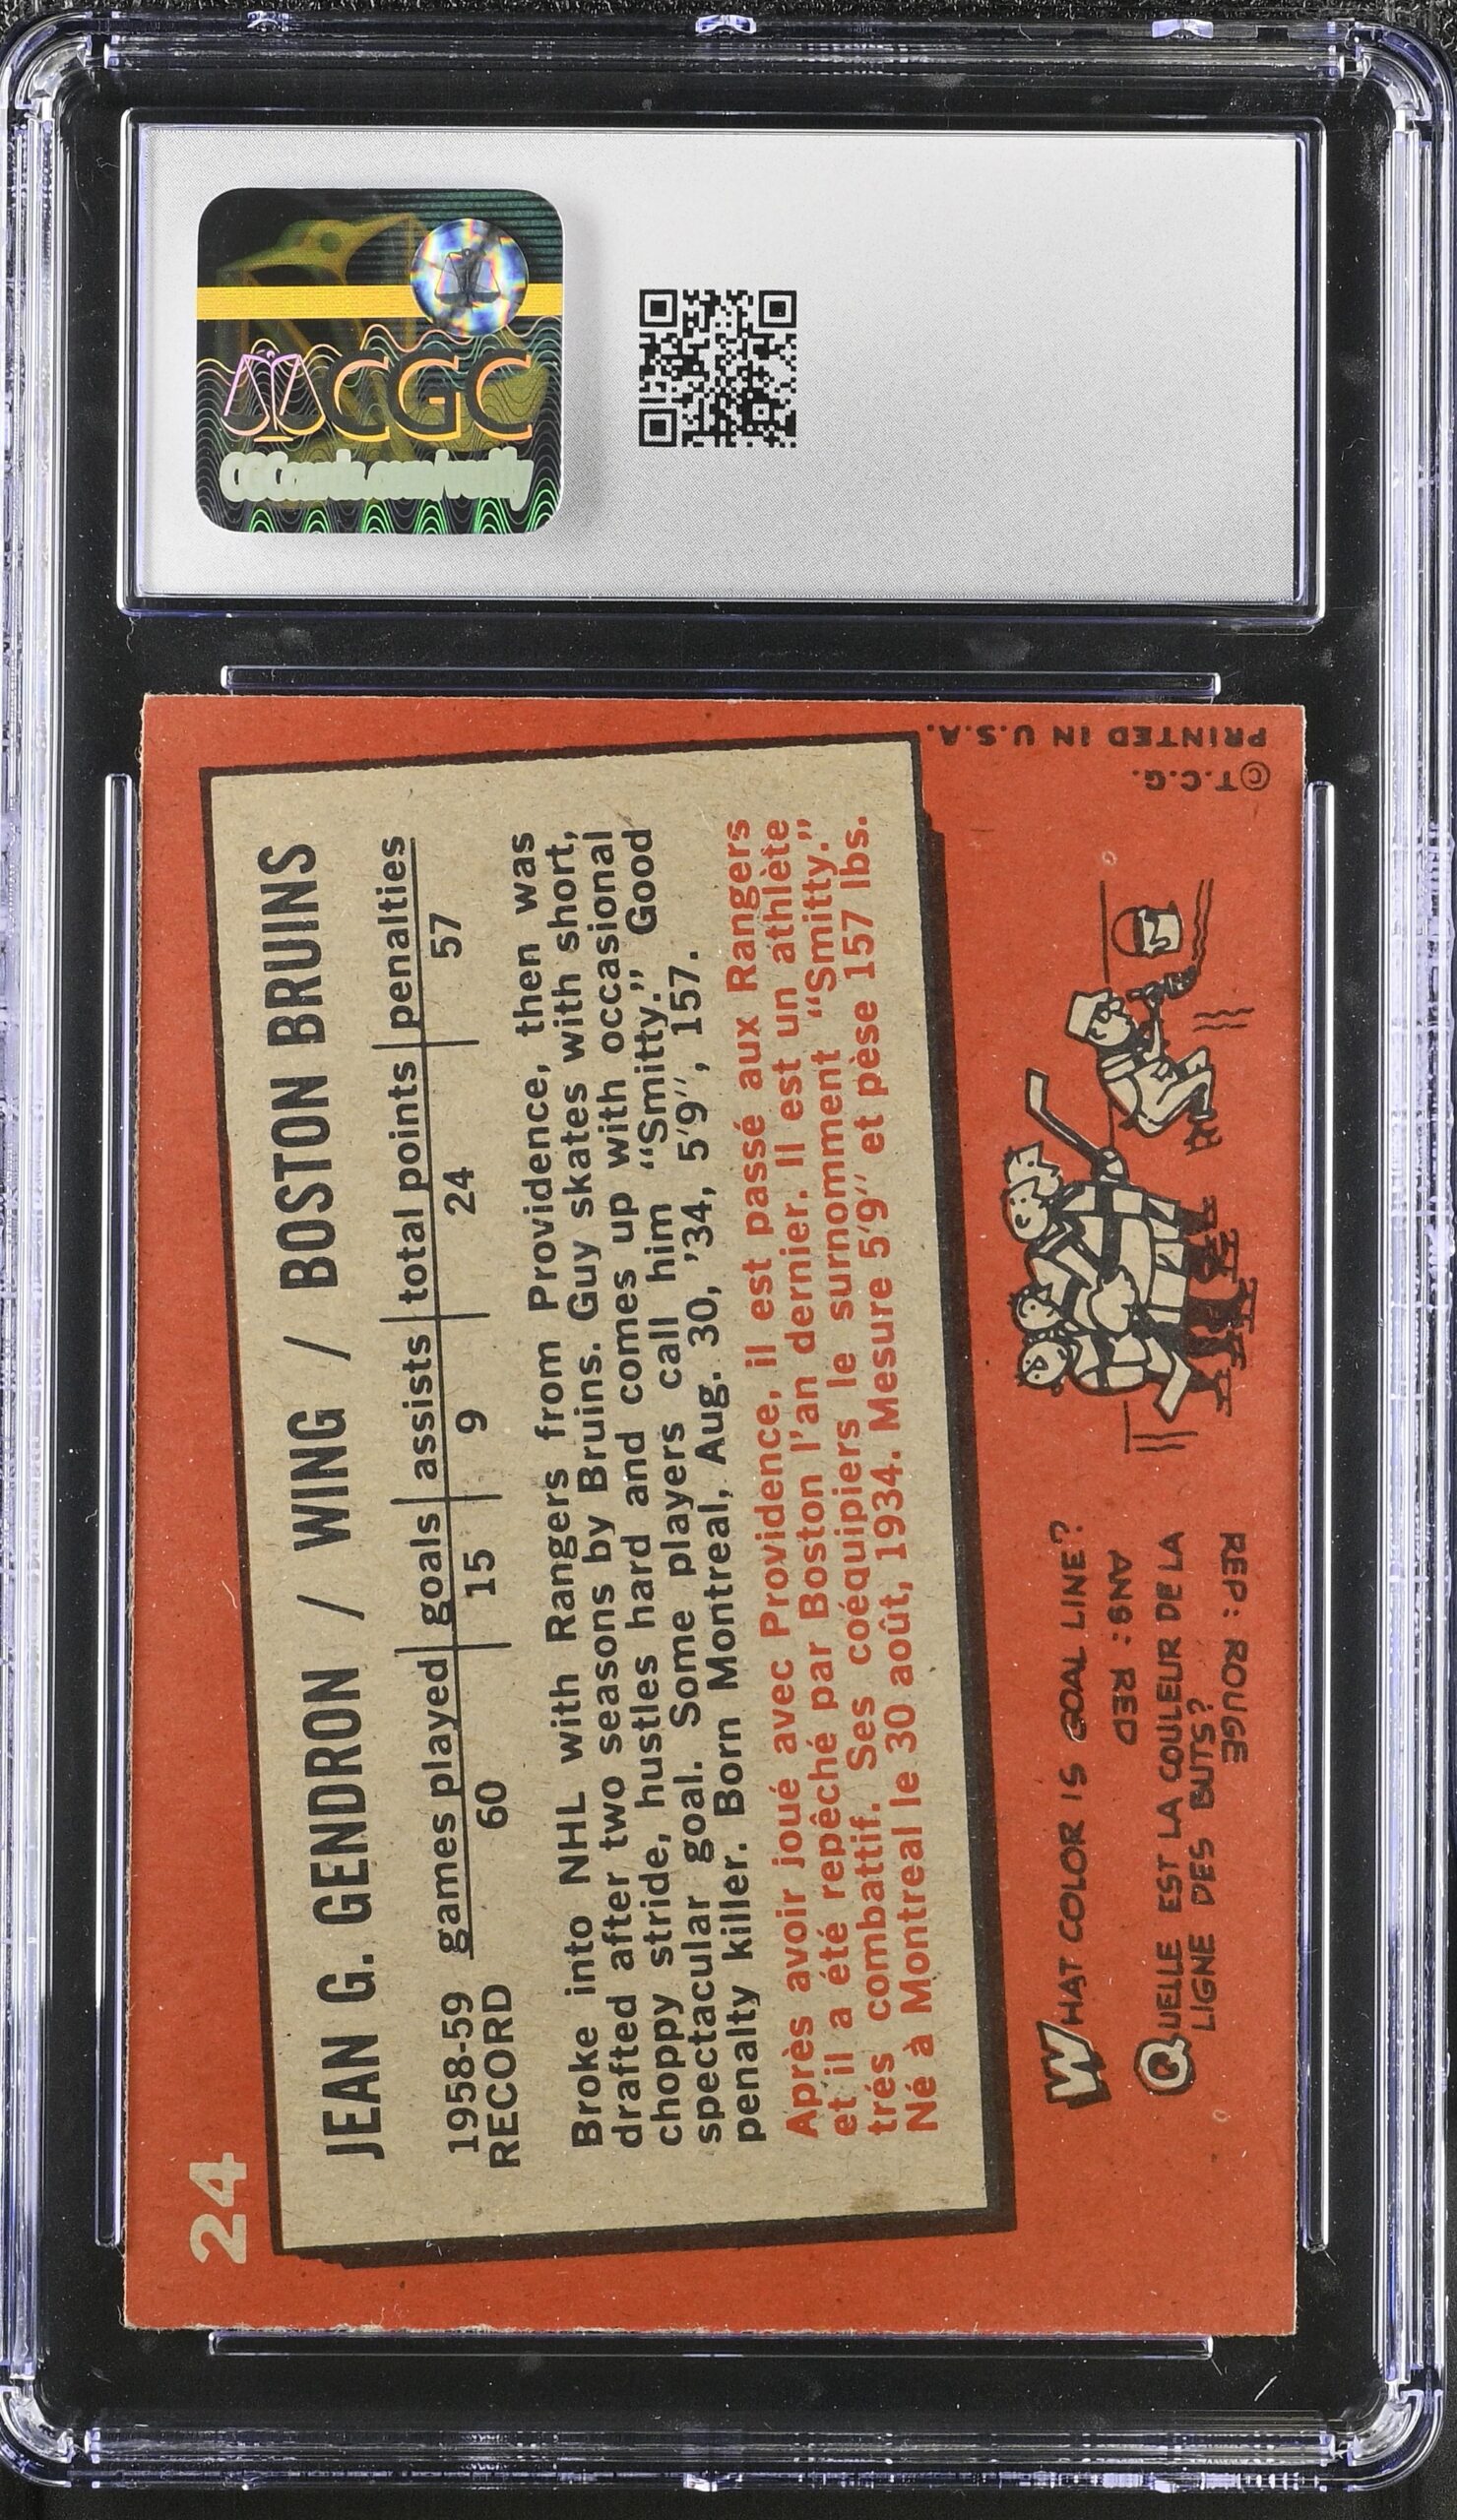 CGC
24
JEAN G. GENDRON / WING / BOSTON BRUINS
1958-59 RECORD
games played | goals | assists | total points | penalties
60 15 9 24 57
Broke into NHL with Rangers from Providence, then was
drafted after two seasons by Bruins. Guy skates with short,
choppy stride, hustles hard and comes up with occasional
spectacular goal. Some players call him “Smitty.” Good
penalty killer. Born Montreal, Aug. 30, ’34, 5′9″, 157.
Après avoir joué avec Providence, il est passé aux Rangers
et il a été repêché par Boston l’an dernier. Il est un athlète
trés combattif. Ses coéquipiers le surnomment “Smitty.”
Né à Montreal le 30 août, 1934. Mesure 5′9″ et pèse 157 lbs.
WHAT COLOR IS GOAL LINE?
ANS: RED
QUELLE EST LA COULEUR DE LA
LIGNE DES BUTS?
REP: ROUGE
© T.C.G.
PRINTED IN U.S.A.